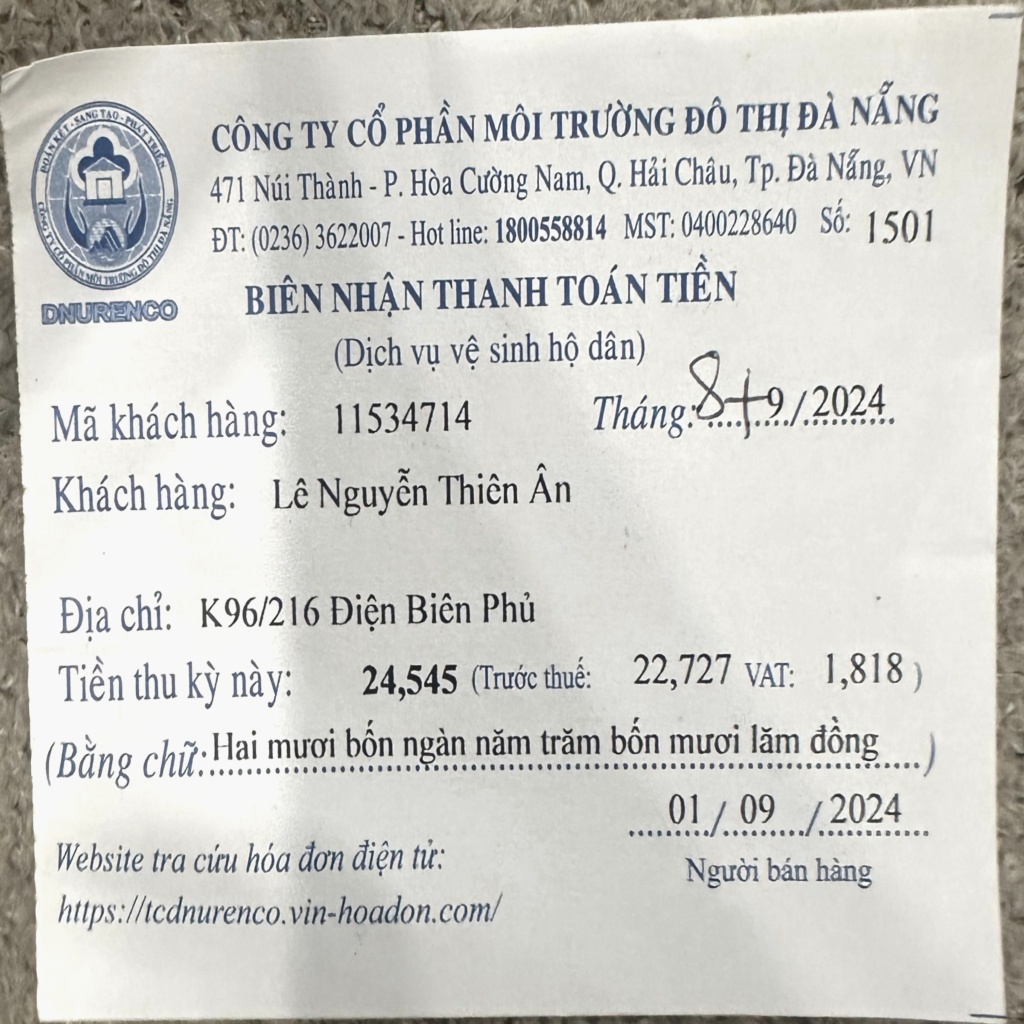 ĐOÀN KẾT - SANG TẠO - PHÁT TRIỂN
CÔNG TY CỔ PHẦN MÔI TRƯỜNG ĐÔ THỊ ĐÀ NẴNG
DNURENCO
CÔNG TY CỔ PHẦN MÔI TRƯỜNG ĐÔ THỊ ĐÀ NẴNG
471 Núi Thành - P. Hòa Cường Nam, Q. Hải Châu, Tp. Đà Nẵng, VN
ĐT: (0236) 3622007 - Hot line: 1800558814 MST: 0400228640 Số: 1501
BIÊN NHẬN THANH TOÁN TIỀN
(Dịch vụ vệ sinh hộ dân)
Mã khách hàng: 11534714 Tháng: 8+9/2024
Khách hàng: Lê Nguyễn Thiên Ân
Địa chỉ: K96/216 Điện Biên Phủ
Tiền thu kỳ này: 24,545 (Trước thuế: 22,727 VAT: 1,818 )
(Bằng chữ: Hai mươi bốn ngàn năm trăm bốn mươi lăm đồng )
01 / 09 / 2024
Người bán hàng
Website tra cứu hóa đơn điện tử:
https://tcdnurenco.vin-hoadon.com/